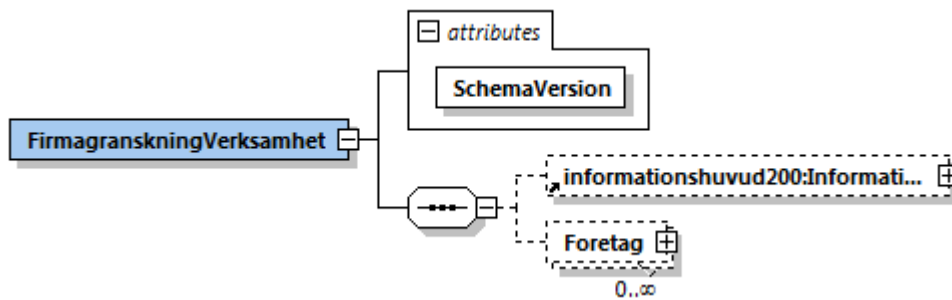 attributes
SchemaVersion
FirmagranskningVerksamhet
informationshuvud200:Informati...
Foretag
0..∞